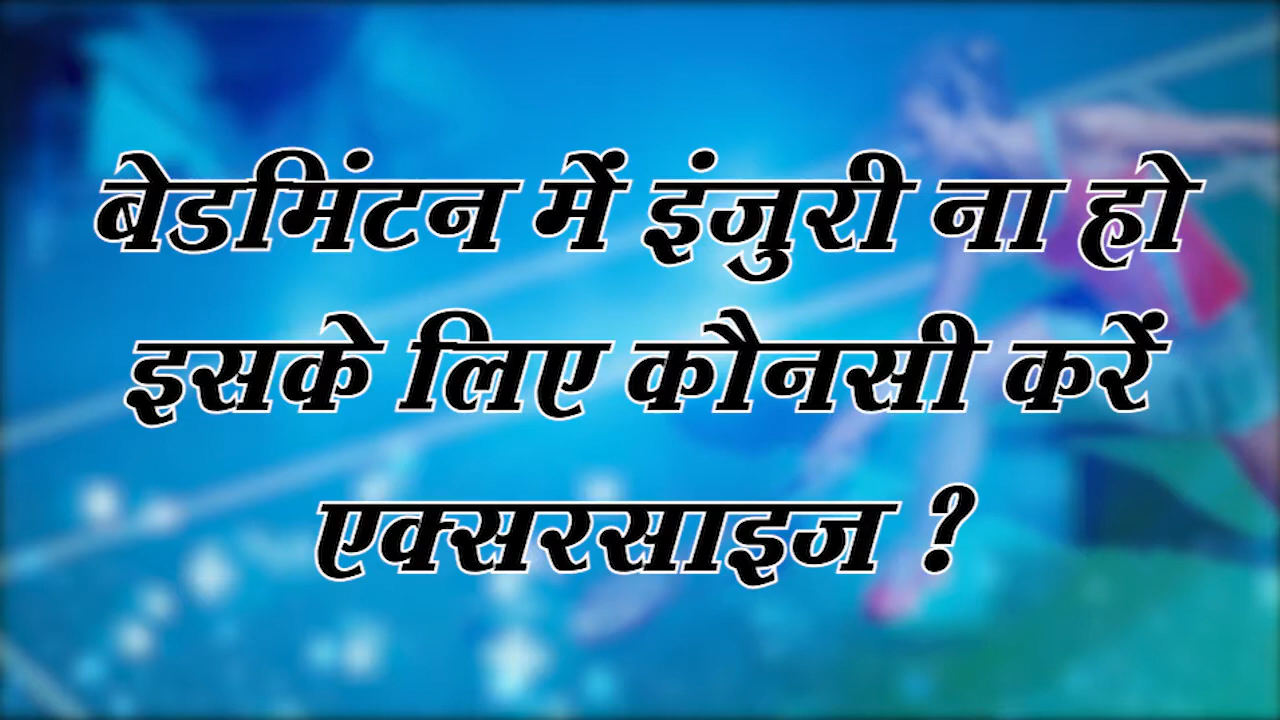 बेडमिंटन में इंजुरी ना हो
इसके लिए कौनसी करें
एक्सरसाइज ?